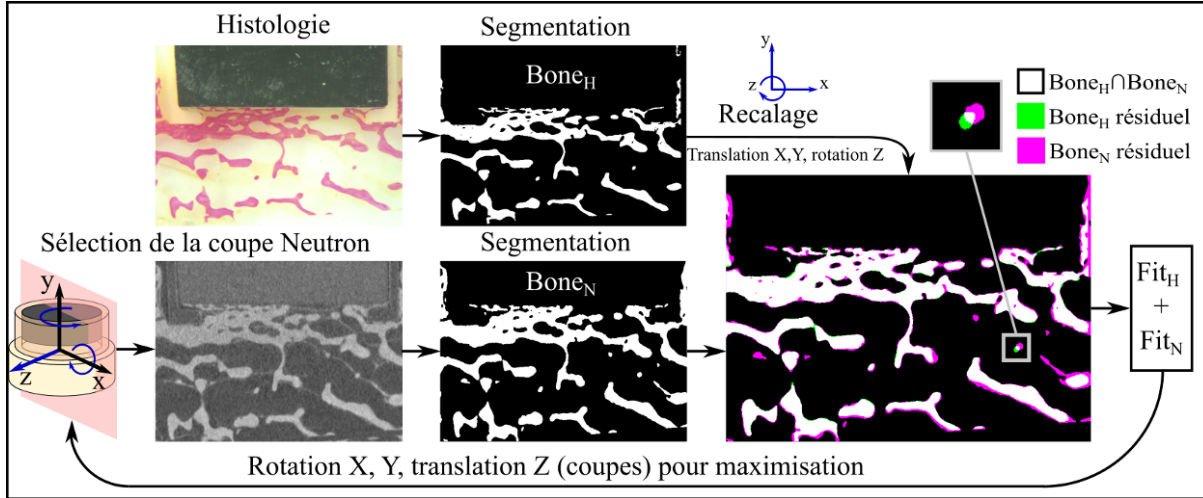 Histologie
Segmentation
Bone_H
y
z
x
Recalage
Translation X,Y, rotation Z
Bone_H∩Bone_N
Bone_H résiduel
Bone_N résiduel
Sélection de la coupe Neutron
Segmentation
Bone_N
y
z
x
Fit_H
+
Fit_N
Rotation X, Y, translation Z (coupes) pour maximisation